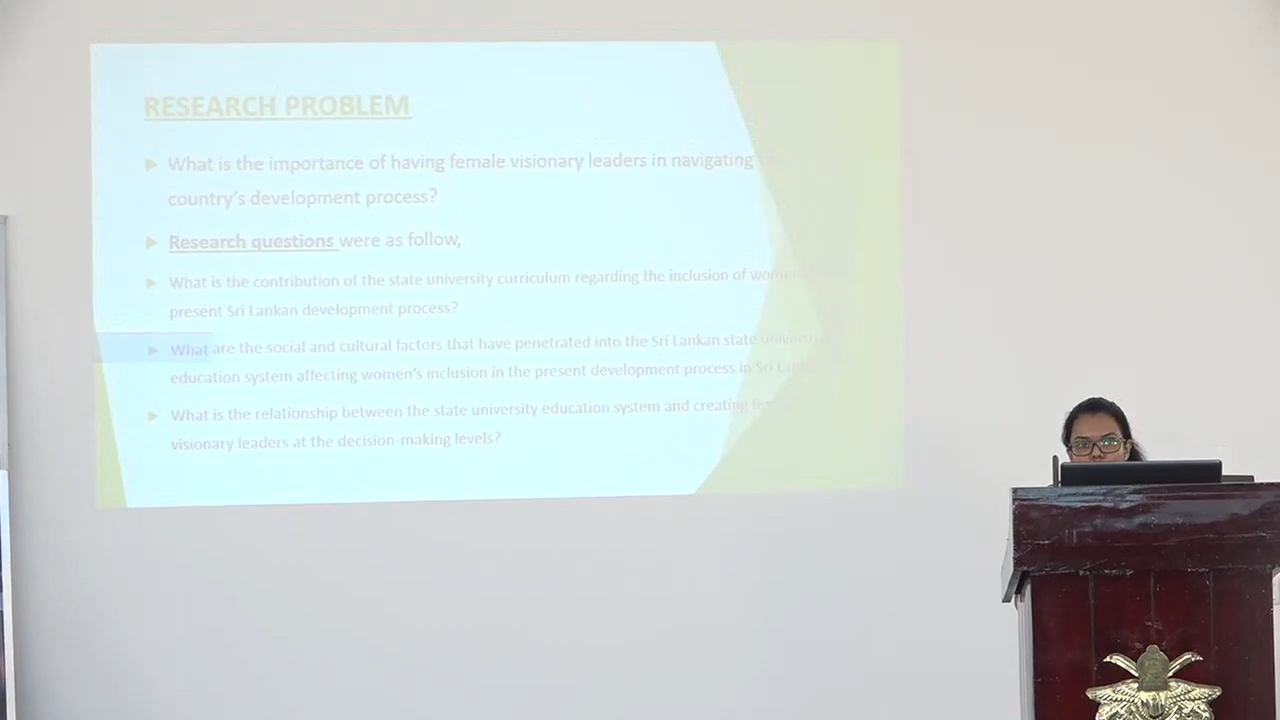 RESEARCH PROBLEM
What is the importance of having female visionary leaders in navigating
country's development process?
Research questions were as follow,
What is the contribution of the state university curriculum regarding the inclusion of
present Sri Lankan development process?
What are the social and cultural factors that have penetrated into the Sri Lankan state
education system affecting women's inclusion in the present development process in Sri
What is the relationship between the state university education system and creating
visionary leaders at the decision-making levels?